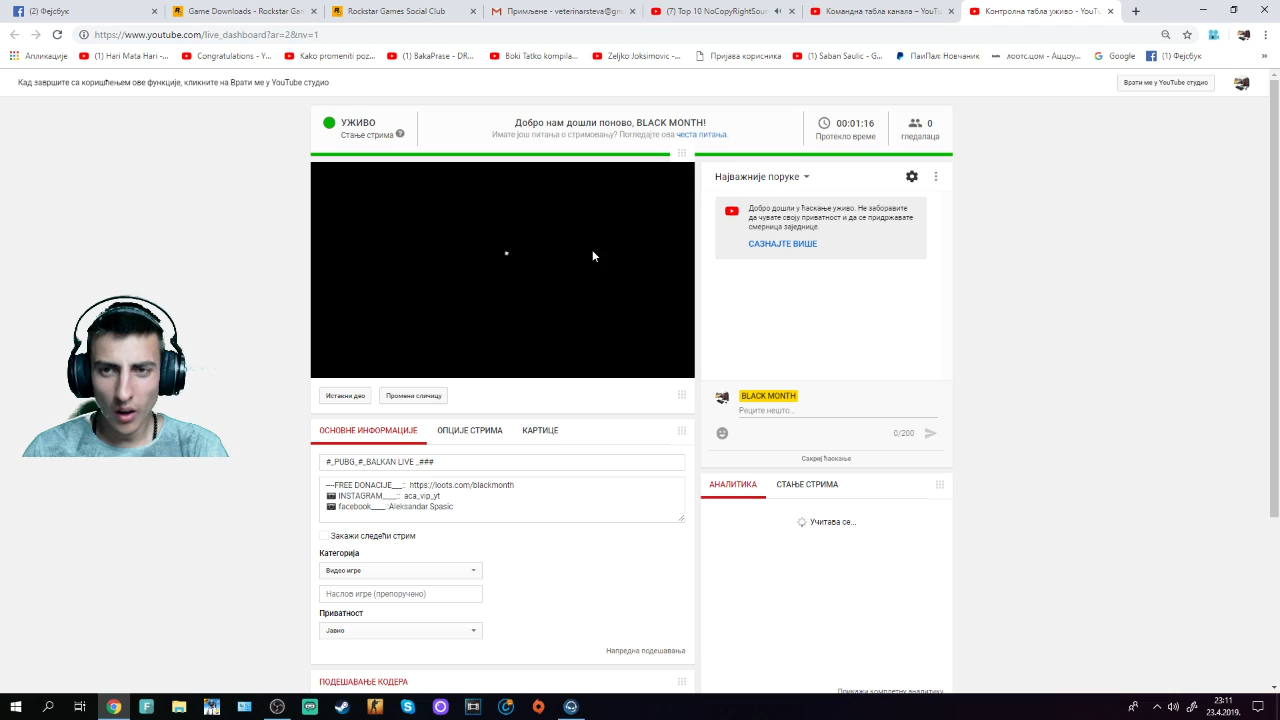 (2) Фејсбук
Game Downloads - Rockstar Ga
Rockstar Games Social Club
Примљене - veterinarsteva@gm
(7) Top 10 NoCopyRightSoun
Командна табла канала – YouTu
Контролна табла уживо - YouTu
https://www.youtube.com/live_dashboard?ar=2&nv=1
Апликације
(1) Hari Mata Hari -...
Congratulations - Y...
Kako promeniti poz...
(1) BakaPrase - DR...
Boki Tatko kompila...
Zeljko Joksimovic -...
Пријава корисника
(1) Saban Saulic - G...
ПаиПал: Новчаник
лоотс.цом - Аццоу...
Google
(1) Фејсбук
»
Кад завршите са коришћењем ове функције, кликните на Врати ме у YouTube студио
Врати ме у YouTube студио
УЖИВО
Стање стрима
Добро нам дошли поново, BLACK MONTH!
Имате још питања о стримовању? Погледајте ова честа питања.
00:01:16
Протекло време
0
гледалаца
Најважније поруке
Добро дошли у ћаскање уживо. Не заборавите
да чувате своју приватност и да се придржавате
смерница заједнице.
САЗНАЈТЕ ВИШЕ
Истакни део
Промени сличицу
BLACK MONTH
Реците нешто...
0/200
Сакриј ћаскање
ОСНОВНЕ ИНФОРМАЦИЈЕ
ОПЦИЈЕ СТРИМА
КАРТИЦЕ
#_PUBG_#_BALKAN LIVE _###
----FREE DONACIJE___:: https://loots.com/blackmonth
INSTAGRAM____:: aca_vip_yt
facebook____::Aleksandar Spasic
Закажи следећи стрим
Категорија
Видео игре
Наслов игре (препоручено)
Приватност
Јавно
Напредна подешавања
ПОДЕШАВАЊЕ КОДЕРА
АНАЛИТИКА
СТАЊЕ СТРИМА
Учитава се...
Прикажи комплетну аналитику
23:11
23.4.2019.